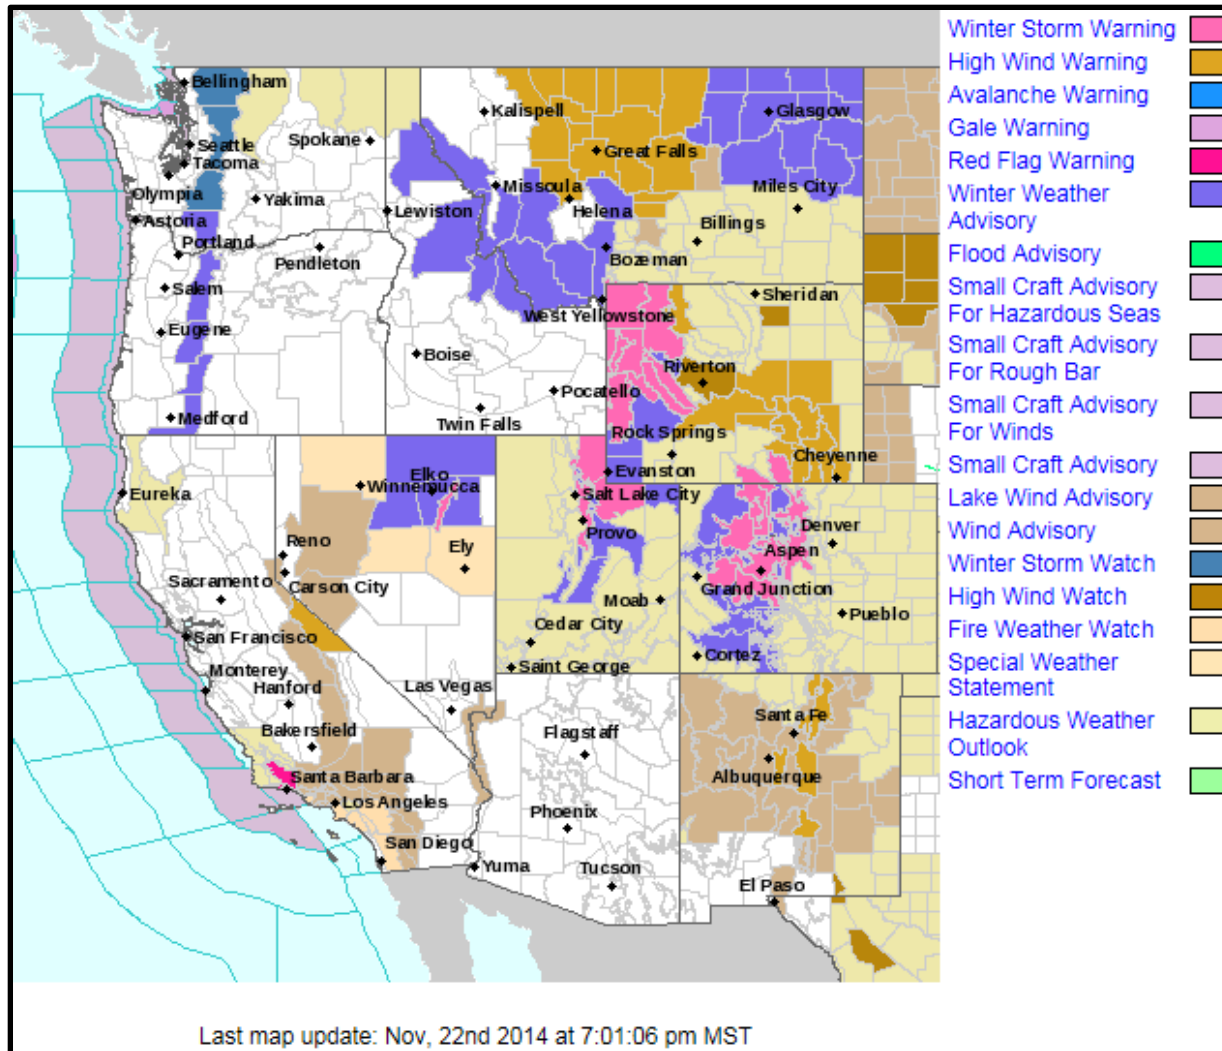 Bellingham
Seattle
Tacoma
Olympia
Spokane
Yakima
Astoria
Portland
Pendleton
Salem
Eugene
Medford
Lewiston
Kalispell
Great Falls
Glasgow
Missoula
Helena
Miles City
Billings
Bozeman
West Yellowstone
Sheridan
Boise
Pocatello
Twin Falls
Riverton
Rock Springs
Cheyenne
Evanston
Eureka
Winnemucca
Elko
Reno
Carson City
Ely
Sacramento
San Francisco
Monterey
Hanford
Las Vegas
Bakersfield
Santa Barbara
Los Angeles
San Diego
Salt Lake City
Provo
Moab
Cedar City
Saint George
Denver
Aspen
Grand Junction
Pueblo
Cortez
Flagstaff
Phoenix
Yuma
Tucson
Santa Fe
Albuquerque
El Paso
Winter Storm Warning
High Wind Warning
Avalanche Warning
Gale Warning
Red Flag Warning
Winter Weather
Advisory
Flood Advisory
Small Craft Advisory
For Hazardous Seas
Small Craft Advisory
For Rough Bar
Small Craft Advisory
For Winds
Small Craft Advisory
Lake Wind Advisory
Wind Advisory
Winter Storm Watch
High Wind Watch
Fire Weather Watch
Special Weather
Statement
Hazardous Weather
Outlook
Short Term Forecast
Last map update: Nov, 22nd 2014 at 7:01:06 pm MST